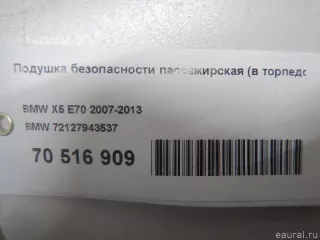 Подушка безопасности пассажирская (в торпедо
BMW X5 E70 2007-2013
BMW 72127943537
70 516 909
eaural.ru